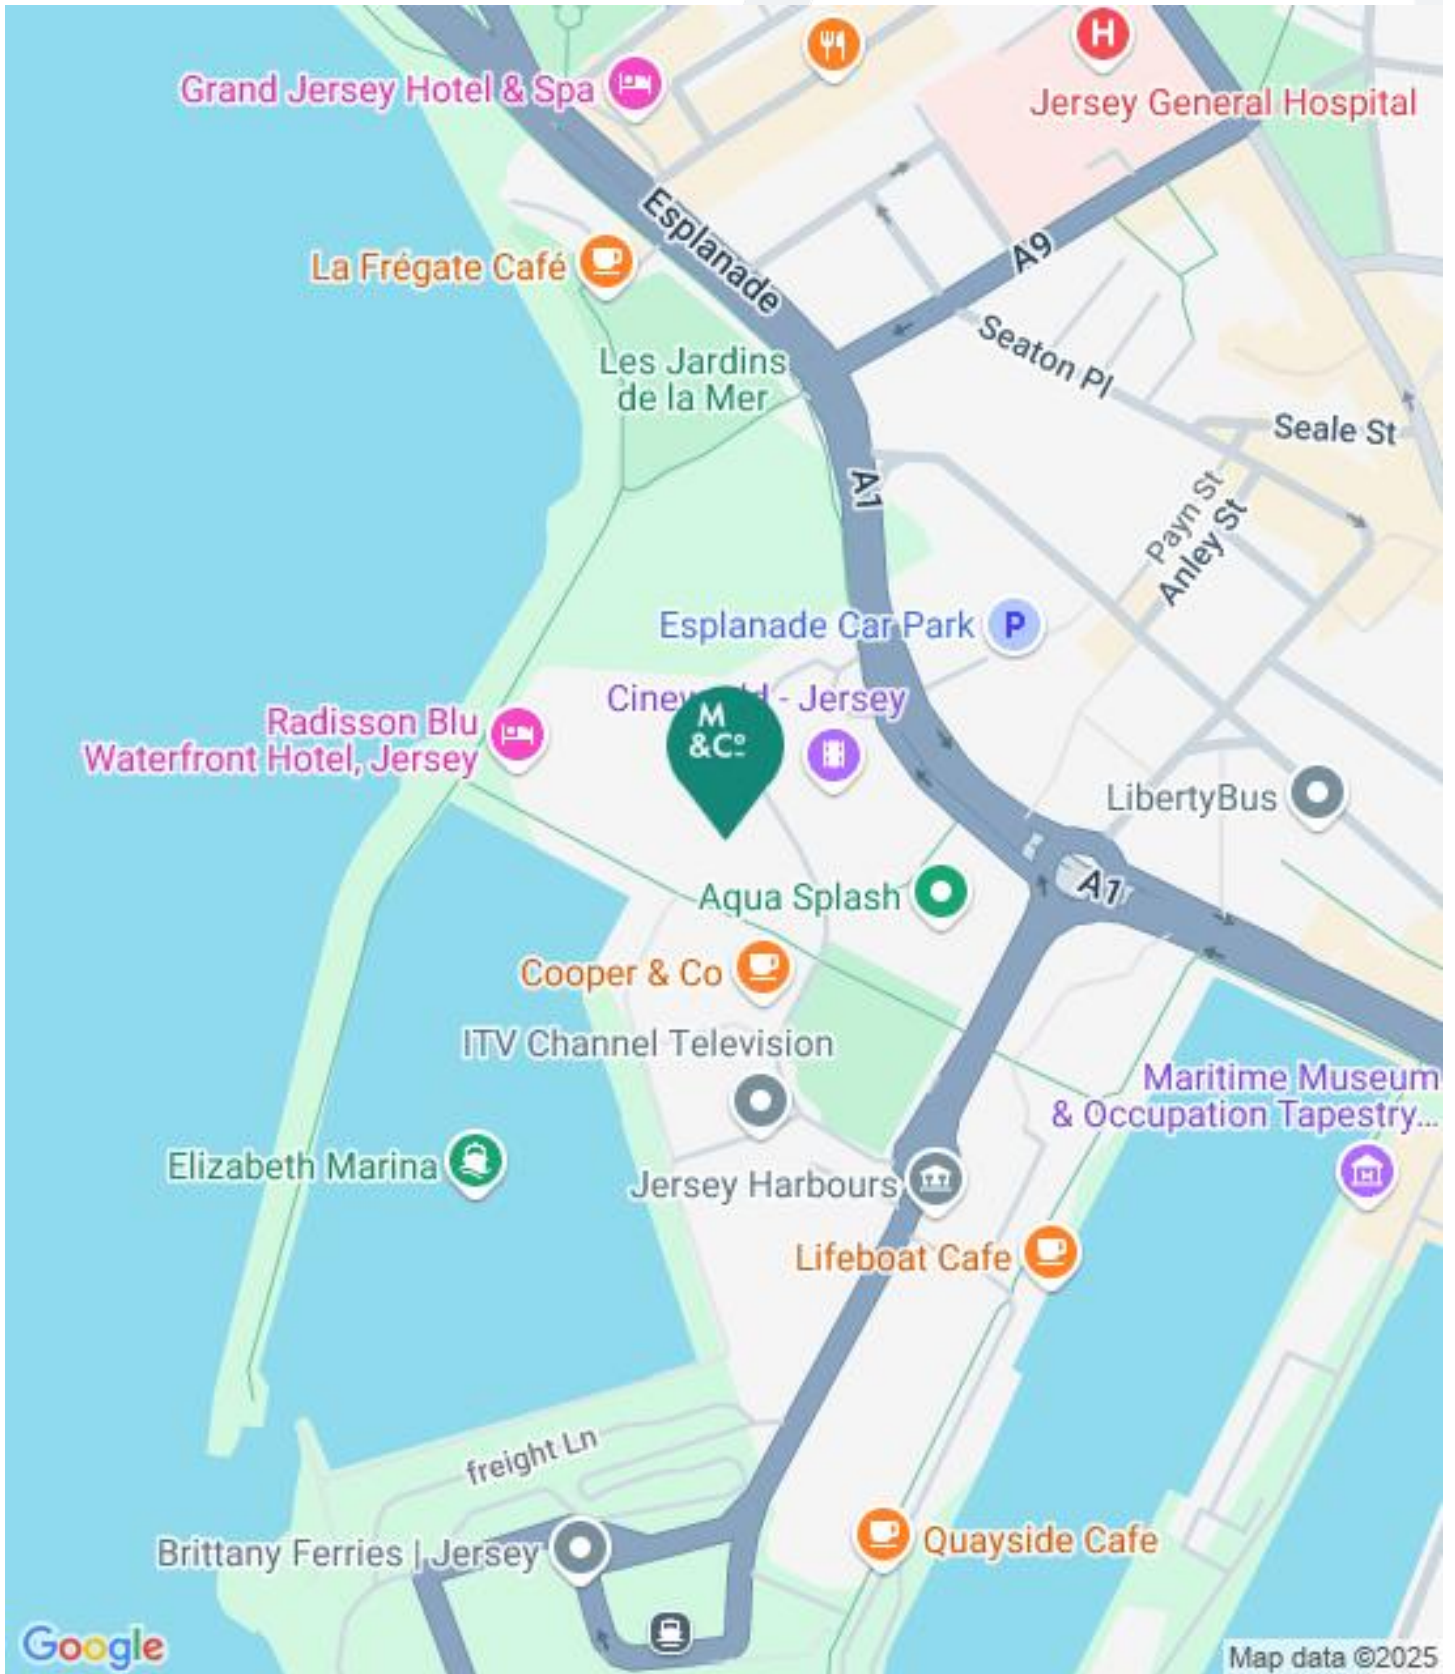 H
Grand Jersey Hotel & Spa
Jersey General Hospital
Esplanade
A9
La Frégate Café
Seaton Pl
Les Jardins
de la Mer
Seale St
A1
Payn St
Anley St
Esplanade Car Park
P
- Jersey
M
&Co
Radisson Blu
Waterfront Hotel, Jersey
LibertyBus
A1
Aqua Splash
Cooper & Co
ITV Channel Television
Maritime Museum
& Occupation Tapestry...
Elizabeth Marina
Jersey Harbours
Lifeboat Cafe
freight Ln
Brittany Ferries | Jersey
Quayside Cafe
Google
Map data ©2025